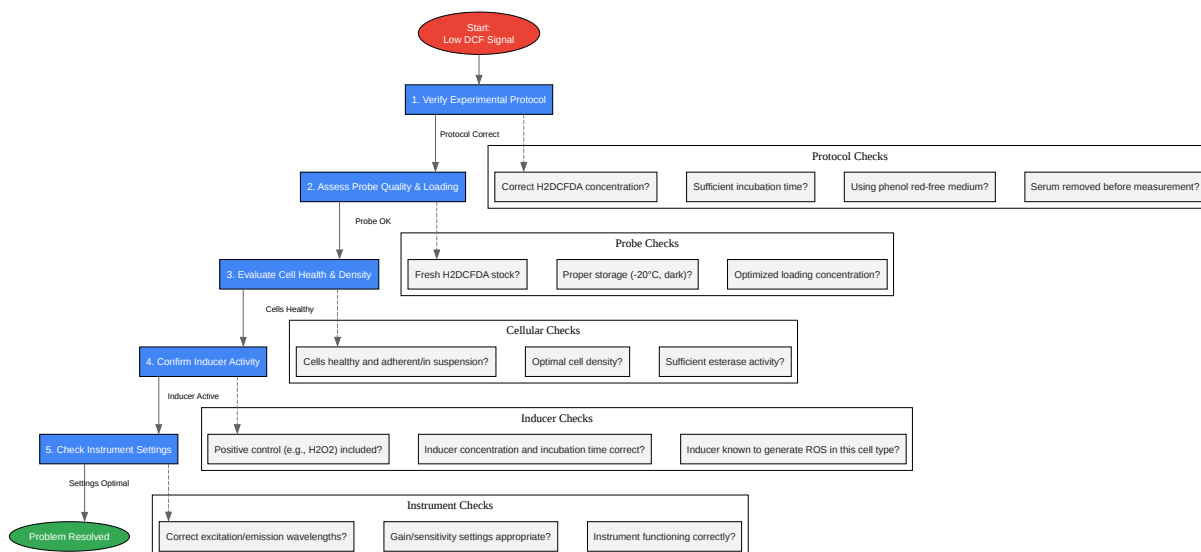 Start:
Low DCF Signal
1. Verify Experimental Protocol
Protocol Correct
Protocol Checks
Correct H2DCFDA concentration?
Sufficient incubation time?
Using phenol red-free medium?
Serum removed before measurement?
2. Assess Probe Quality & Loading
Probe OK
Probe Checks
Fresh H2DCFDA stock?
Proper storage (-20°C, dark)?
Optimized loading concentration?
3. Evaluate Cell Health & Density
Cells Healthy
Cellular Checks
Cells healthy and adherent/in suspension?
Optimal cell density?
Sufficient esterase activity?
4. Confirm Inducer Activity
Inducer Active
Inducer Checks
Positive control (e.g., H2O2) included?
Inducer concentration and incubation time correct?
Inducer known to generate ROS in this cell type?
5. Check Instrument Settings
Settings Optimal
Instrument Checks
Correct excitation/emission wavelengths?
Gain/sensitivity settings appropriate?
Instrument functioning correctly?
Problem Resolved